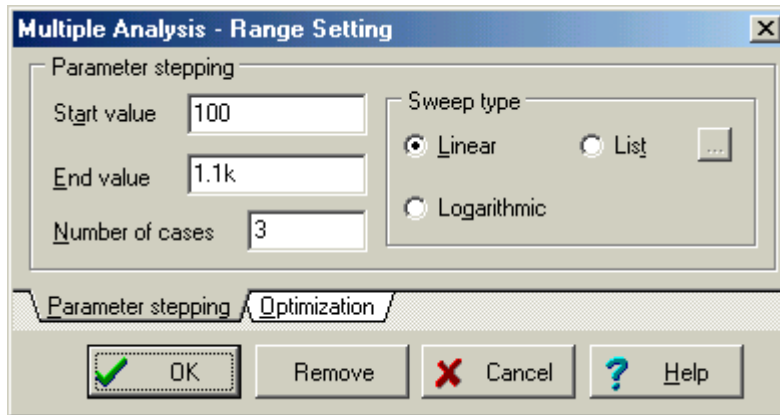 Multiple Analysis - Range Setting
Parameter stepping
Start value 100
End value 1.1k
Number of cases 3
Sweep type
Linear List ...
Logarithmic
Parameter stepping Optimization
OK Remove Cancel ? Help